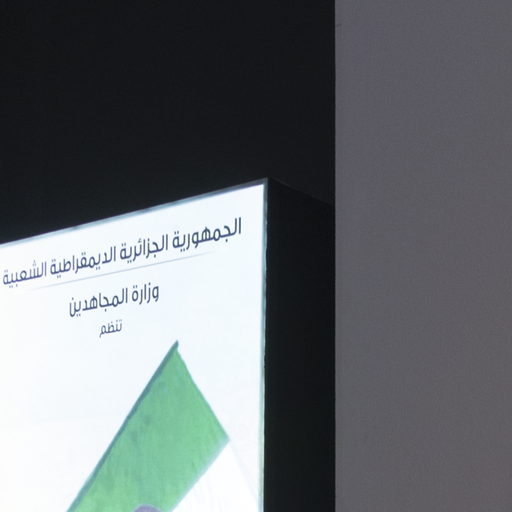 الجمهورية الجزائرية الديمقراطية الشعبية
وزارة المجاهدين
تنظم